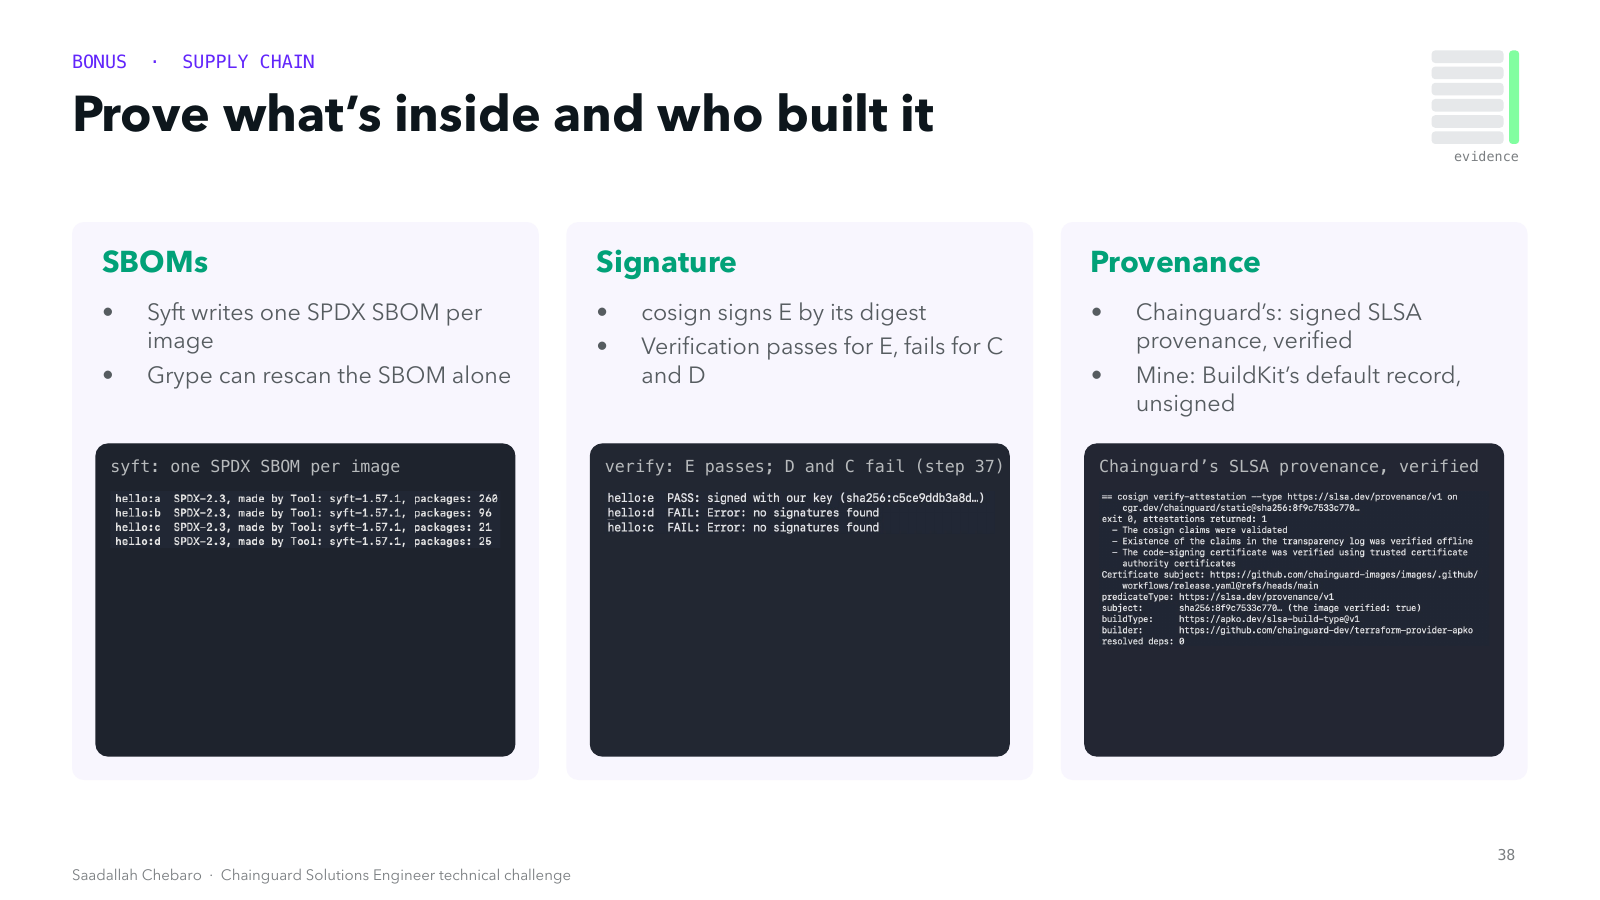 BONUS · SUPPLY CHAIN
Prove what’s inside and who built it
evidence
SBOMs
• Syft writes one SPDX SBOM per
image
• Grype can rescan the SBOM alone
syft: one SPDX SBOM per image
hello:a SPDX-2.3, made by Tool: syft-1.57.1, packages: 260
hello:b SPDX-2.3, made by Tool: syft-1.57.1, packages: 96
hello:c SPDX-2.3, made by Tool: syft-1.57.1, packages: 21
hello:d SPDX-2.3, made by Tool: syft-1.57.1, packages: 25
Signature
• cosign signs E by its digest
• Verification passes for E, fails for C
and D
verify: E passes; D and C fail (step 37)
hello:e PASS: signed with our key (sha256:c5ce9ddb3a8d…)
hello:d FAIL: Error: no signatures found
hello:c FAIL: Error: no signatures found
Provenance
• Chainguard’s: signed SLSA
provenance, verified
• Mine: BuildKit’s default record,
unsigned
Chainguard’s SLSA provenance, verified
== cosign verify-attestation --type https://slsa.dev/provenance/v1 on
cgr.dev/chainguard/static@sha256:8f9c7533c770…
exit 0, attestations returned: 1
- The cosign claims were validated
- Existence of the claims in the transparency log was verified offline
- The code-signing certificate was verified using trusted certificate
authority certificates
Certificate subject: https://github.com/chainguard-images/images/.github/
workflows/release.yaml@refs/heads/main
predicateType: https://slsa.dev/provenance/v1
subject: sha256:8f9c7533c770… (the image verified: true)
buildType: https://apko.dev/slsa-build-type@v1
builder: https://github.com/chainguard-dev/terraform-provider-apko
resolved deps: 0
38
Saadallah Chebaro · Chainguard Solutions Engineer technical challenge